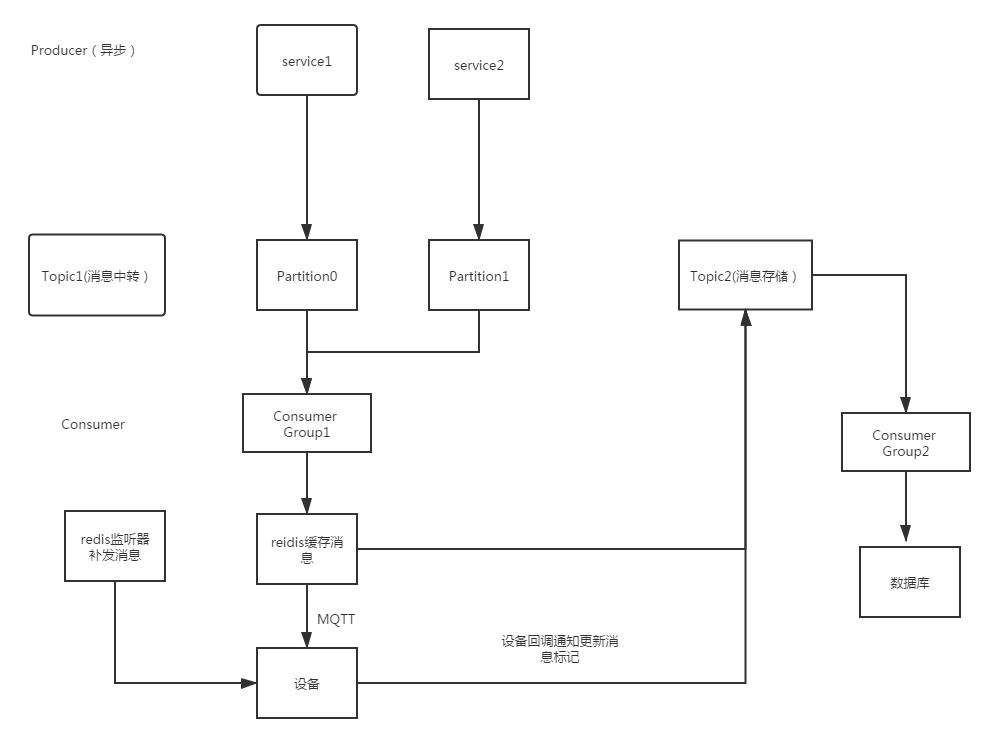 Producer（异步）
service1
service2
Topic1(消息中转）
Partition0
Partition1
Topic2(消息存储）
Consumer
Consumer
Group1
Consumer
Group2
redis监听器
补发消息
reidis缓存消
息
数据库
MQTT
设备回调通知更新消
息标记
设备